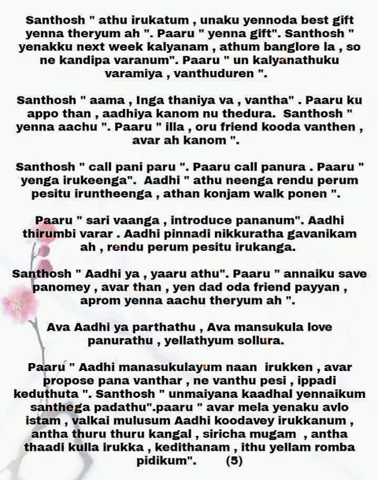 Santhosh " athu irukatum , unaku yennoda best gift
yenna theryum ah ". Paaru " yenna gift". Santhosh "
yenakku next week kalyanam , athum banglore la , so
ne kandipa varanum". Paaru " un kalyanathuku
varamiya , vanthuduren ".
Santhosh " aama , Inga thaniya va , vantha" . Paaru ku
appo than , aadhiya kanom nu thedura.  Santhosh "
yenna aachu ". Paaru " illa , oru friend kooda vanthen ,
avar ah kanom ".
Santhosh " call pani paru ". Paaru call panura . Paaru "
yenga irukeenga".  Aadhi " athu neenga rendu perum
pesitu iruntheenga , athan konjam walk ponen ".
Paaru " sari vaanga , introduce pananum". Aadhi
thirumbi varar . Aadhi pinnadi nikkuratha gavanikam
ah , rendu perum pesitu irukanga.
Santhosh " Aadhi ya , yaaru athu". Paaru " annaiku save
panomey , avar than , yen dad oda friend payyan ,
aprom yenna aachu theryum ah ".
Ava Aadhi ya parthathu , Ava mansukula love
panurathu , yellathyum sollura.
Paaru " Aadhi manasukulayum naan  irukken , avar
propose pana vanthar , ne vanthu pesi , ippadi
keduthuta ". Santhosh " unmaiyana kaadhal yennaikum
santhega padathu".paaru " avar mela yenaku avlo
istam , valkai mulusum Aadhi koodavey irukkanum ,
antha thuru thuru kangal , siricha mugam  , antha
thaadi kulla irukka , kedithanam , ithu yellam romba
pidikum".        (5)